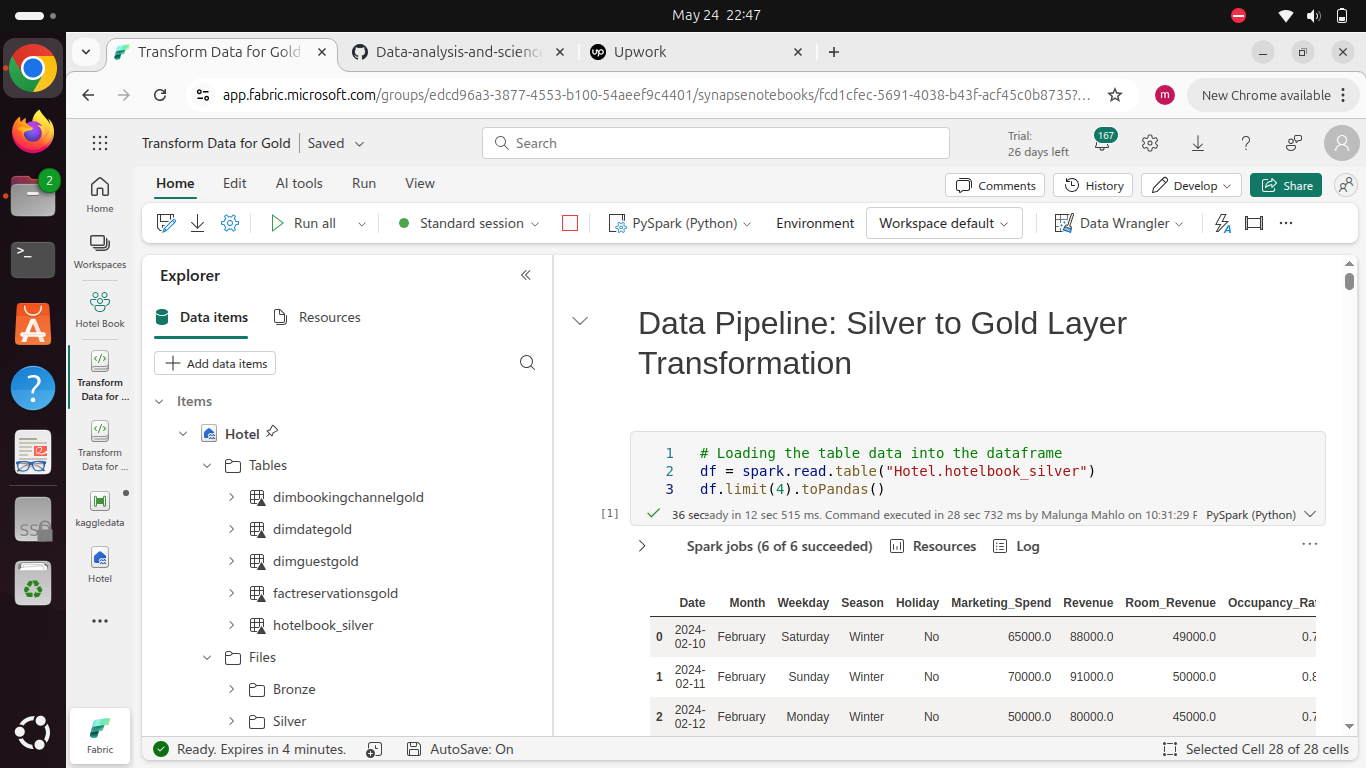 May 24 22:47
Transform Data for Gold
Data-analysis-and-science
Upwork
app.fabric.microsoft.com/groups/edcd96a3-3877-4553-b100-54aeef9c4401/synapsenotebooks/fcd1cfec-5691-4038-b43f-acf45c0b8735?...
m
New Chrome available
2
Transform Data for Gold
Saved
Search
Trial:
26 days left
167
Home
Edit
AI tools
Run
View
Comments
History
Develop
Share
Run all
Standard session
PySpark (Python)
Environment
Workspace default
Data Wrangler
Home
Workspaces
Hotel Book
Transform
Data for ...
Transform
Data for ...
kaggledata
Hotel
Fabric
Explorer
Data items
Resources
Add data items
Items
Hotel
Tables
dimbookingchannelgold
dimdategold
dimguestgold
factreservationsgold
hotelbook_silver
Files
Bronze
Silver
Data Pipeline: Silver to Gold Layer
Transformation
1 # Loading the table data into the dataframe
2 df = spark.read.table("Hotel.hotelbook_silver")
3 df.limit(4).toPandas()
[1]
36 sec
eady in 12 sec 515 ms. Command executed in 28 sec 732 ms by Malunga Mahlo on 10:31:29 P
PySpark (Python)
Spark jobs (6 of 6 succeeded)
Resources
Log
Date Month Weekday Season Holiday Marketing_Spend Revenue Room_Revenue Occupancy_Rat
0 2024-02-10 February Saturday Winter No 65000.0 88000.0 49000.0 0.7
1 2024-02-11 February Sunday Winter No 70000.0 91000.0 50000.0 0.8
2 2024-02-12 February Monday Winter No 50000.0 80000.0 45000.0 0.7
Ready. Expires in 4 minutes.
AutoSave: On
Selected Cell 28 of 28 cells